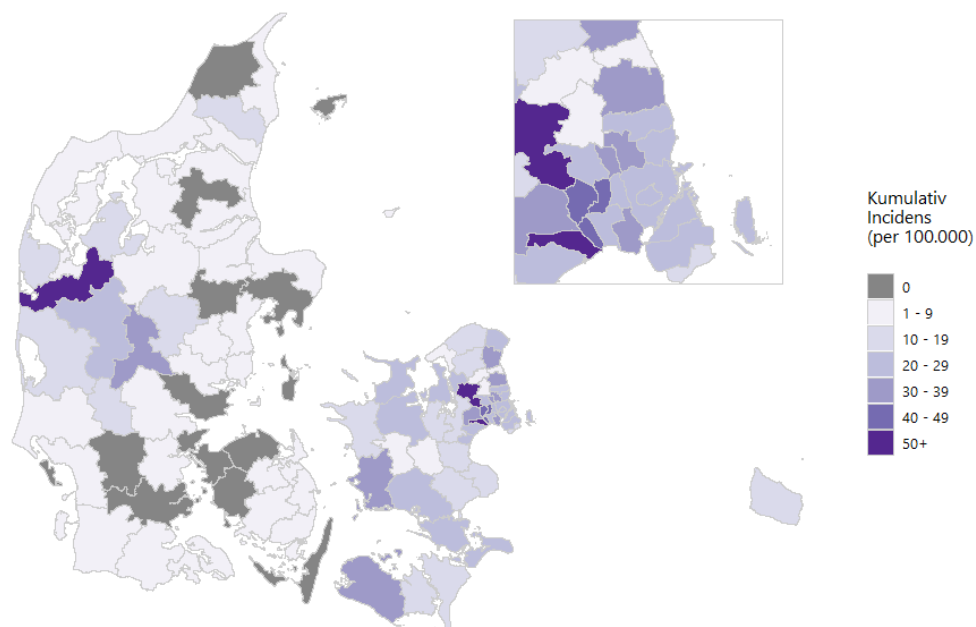 Kumulativ
Incidens
(per 100.000)
0
1 - 9
10 - 19
20 - 29
30 - 39
40 - 49
50+